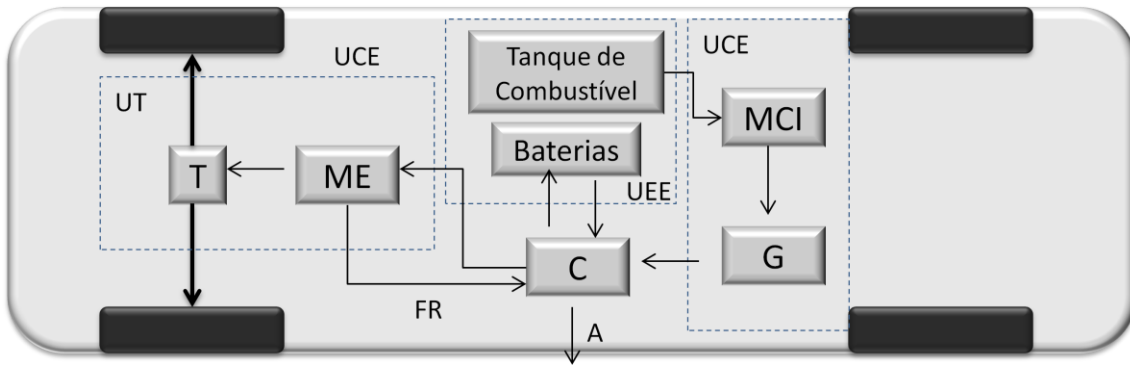 UCE
UT
T
ME
FR
Tanque de
Combustível
Baterias
UEE
C
A
UCE
MCI
G